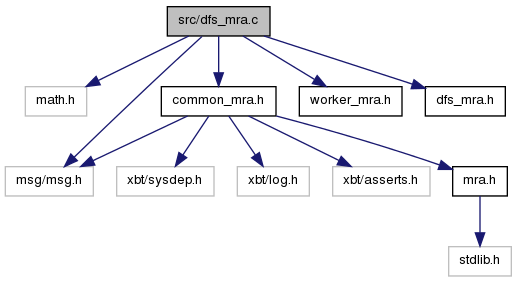 src/dfs_mra.c
math.h
common_mra.h
worker_mra.h
dfs_mra.h
msg/msg.h
xbt/sysdep.h
xbt/log.h
xbt/asserts.h
mra.h
stdlib.h